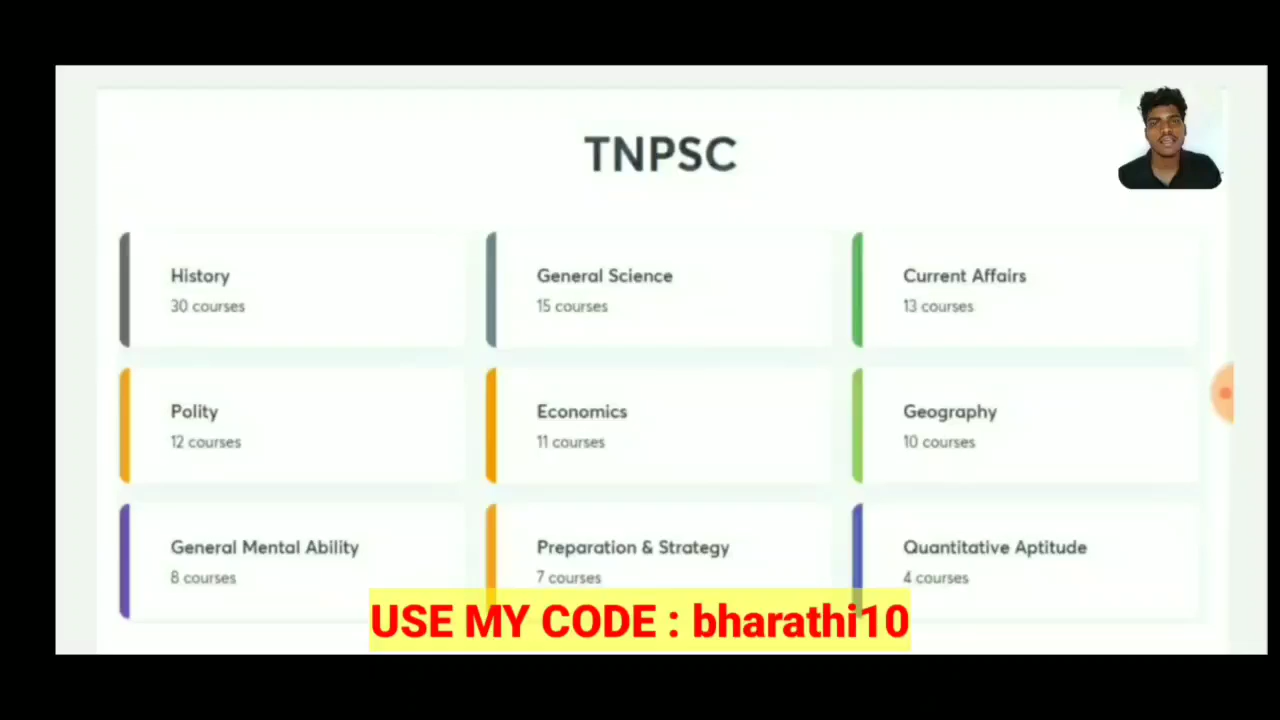 TNPSC
History
30 courses
General Science
15 courses
Current Affairs
13 courses
Polity
12 courses
Economics
11 courses
Geography
10 courses
General Mental Ability
8 courses
Preparation & Strategy
7 courses
Quantitative Aptitude
4 courses
USE MY CODE : bharathi10